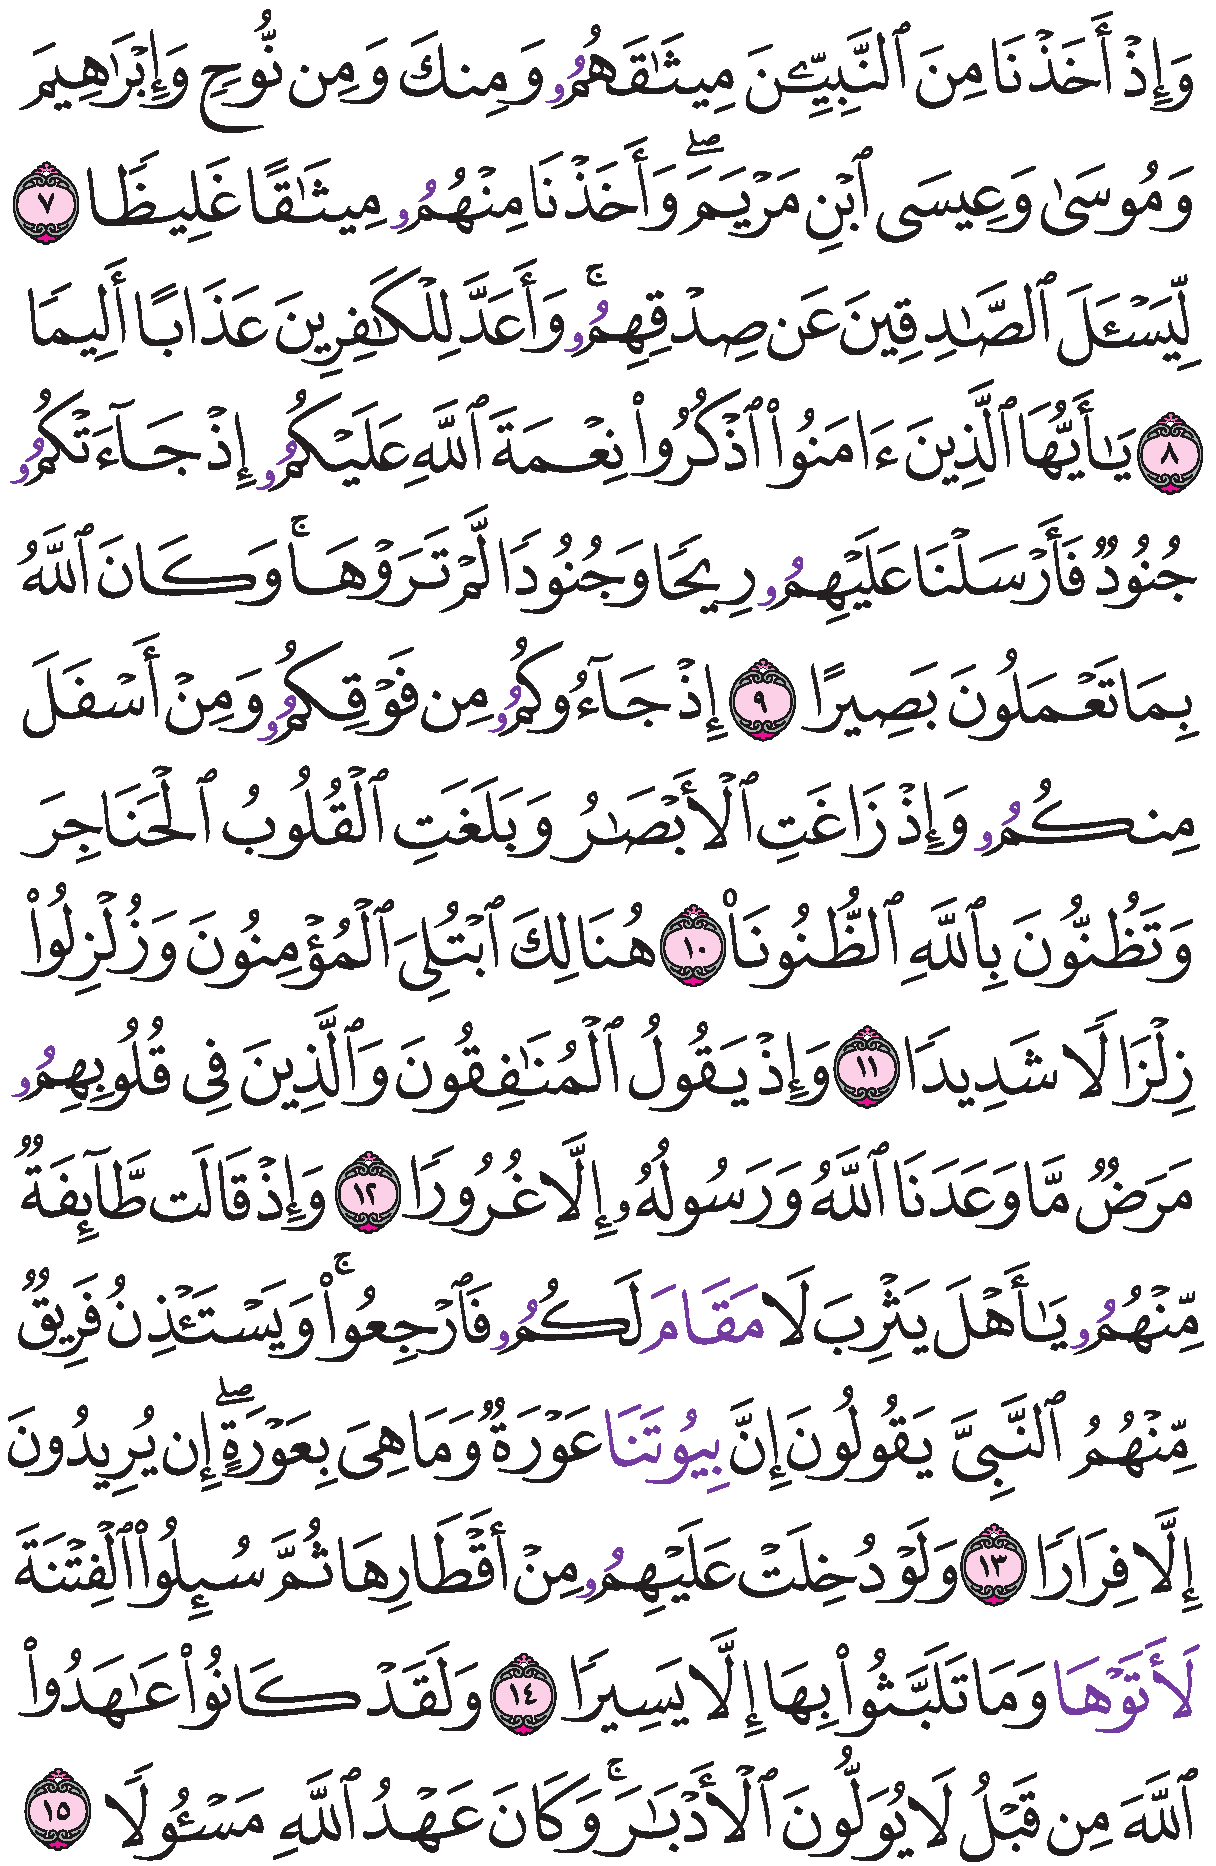 وَإِذْ أَخَذْنَا مِنَ ٱلنَّبِيِّـۧنَ مِيثَٰقَهُمُۥ وَمِنكَ وَمِن نُّوحٍ وَإِبْرَٰهِيمَ
وَمُوسَىٰ وَعِيسَى ٱبْنِ مَرْيَمَ ۖ وَأَخَذْنَا مِنْهُمُۥ مِيثَٰقًا غَلِيظًا ٧
لِّيَسْـَٔلَ ٱلصَّٰدِقِينَ عَن صِدْقِهِمُۥ ۚ وَأَعَدَّ لِلْكَٰفِرِينَ عَذَابًا أَلِيمًا
٨ يَٰٓأَيُّهَا ٱلَّذِينَ ءَامَنُوا۟ ٱذْكُرُوا۟ نِعْمَةَ ٱللَّهِ عَلَيْكُمُۥ إِذْ جَآءَتْكُمُۥ
جُنُودٌ فَأَرْسَلْنَا عَلَيْهِمُۥ رِيحًا وَجُنُودًا لَّمْ تَرَوْهَا ۚ وَكَانَ ٱللَّهُ
بِمَا تَعْمَلُونَ بَصِيرًا ٩ إِذْ جَآءُوكُمُۥ مِن فَوْقِكُمُۥ وَمِنْ أَسْفَلَ
مِنكُمُۥ وَإِذْ زَاغَتِ ٱلْأَبْصَٰرُ وَبَلَغَتِ ٱلْقُلُوبُ ٱلْحَنَاجِرَ
وَتَظُنُّونَ بِٱللَّهِ ٱلظُّنُونَا۠ ١٠ هُنَالِكَ ٱبْتُلِىَ ٱلْمُؤْمِنُونَ وَزُلْزِلُوا۟
زِلْزَالًا شَدِيدًا ١١ وَإِذْ يَقُولُ ٱلْمُنَٰفِقُونَ وَٱلَّذِينَ فِى قُلُوبِهِمُۥ
مَرَضٌ مَّا وَعَدَنَا ٱللَّهُ وَرَسُولُهُۥٓ إِلَّا غُرُورًا ١٢ وَإِذْ قَالَت طَّآئِفَةٌ
مِّنْهُمُۥ يَٰٓأَهْلَ يَثْرِبَ لَا مَقَامَ لَكُمُۥ فَٱرْجِعُوا۟ ۚ وَيَسْتَـْٔذِنُ فَرِيقٌ
مِّنْهُمُ ٱلنَّبِىَّ يَقُولُونَ إِنَّ بِيُوتَنَا عَوْرَةٌ وَمَا هِىَ بِعَوْرَةٍ ۖ إِن يُرِيدُونَ
إِلَّا فِرَارًا ١٣ وَلَوْ دُخِلَتْ عَلَيْهِمُۥ مِنْ أَقْطَارِهَا ثُمَّ سُئِلُوا۟ ٱلْفِتْنَةَ
لَأَتَوْهَا وَمَا تَلَبَّثُوا۟ بِهَآ إِلَّا يَسِيرًا ١٤ وَلَقَدْ كَانُوا۟ عَٰهَدُوا۟
ٱللَّهَ مِن قَبْلُ لَا يُوَلُّونَ ٱلْأَدْبَٰرَ ۚ وَكَانَ عَهْدُ ٱللَّهِ مَسْـُٔولًا ١٥